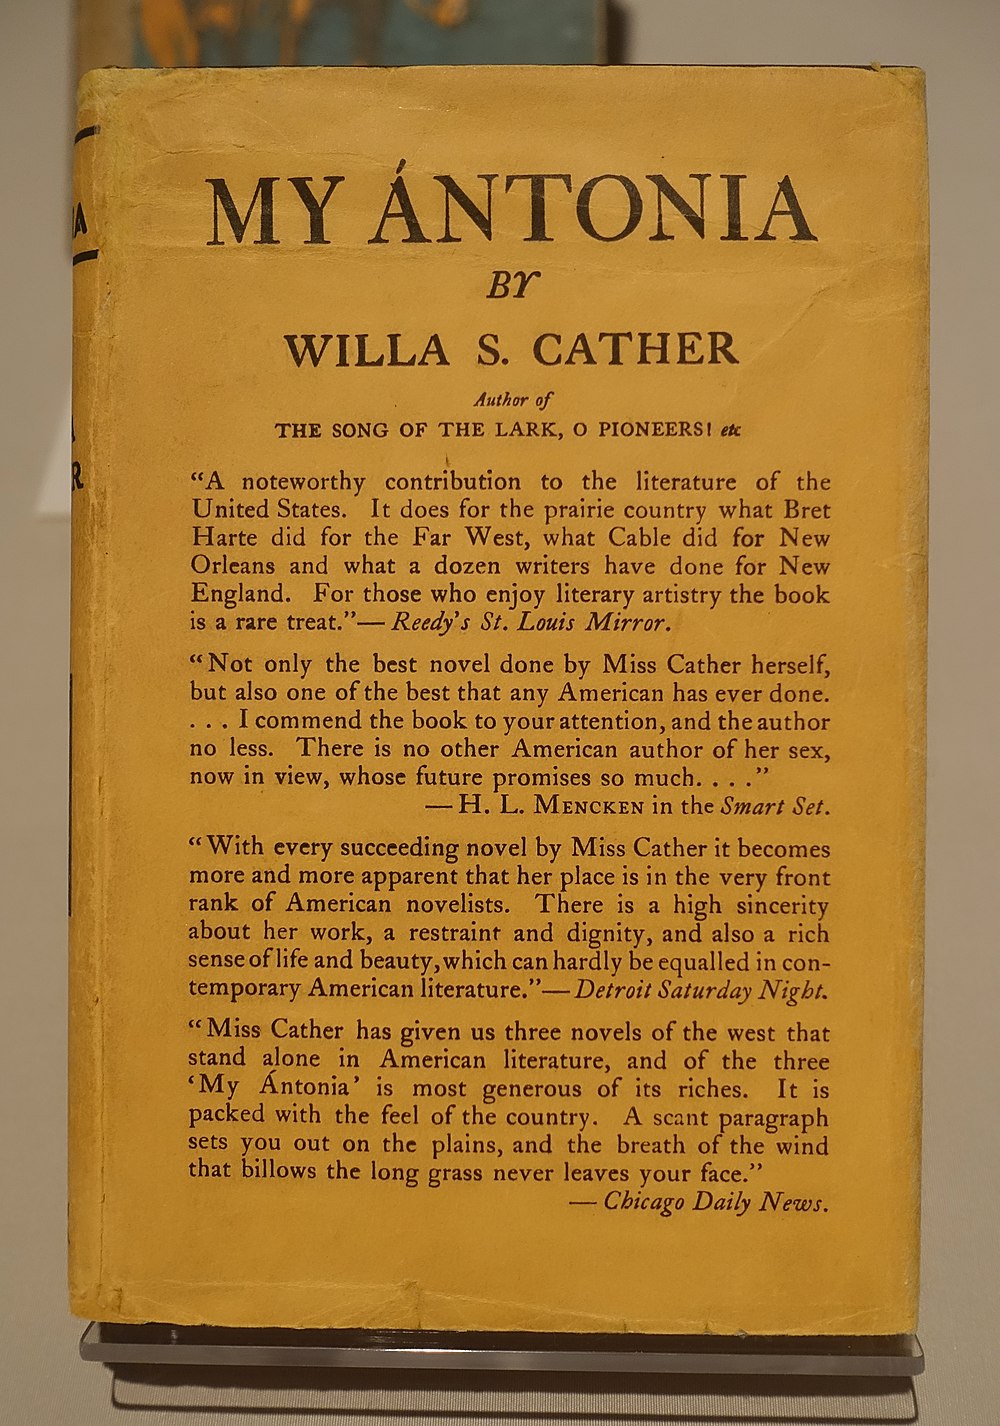 MY ÁNTONIA
BY
WILLA S. CATHER
Author of
THE SONG OF THE LARK, O PIONEERS! etc
“A noteworthy contribution to the literature of the
United States. It does for the prairie country what Bret
Harte did for the Far West, what Cable did for New
Orleans and what a dozen writers have done for New
England. For those who enjoy literary artistry the book
is a rare treat.”— Reedy's St. Louis Mirror.
“Not only the best novel done by Miss Cather herself,
but also one of the best that any American has ever done.
. . . I commend the book to your attention, and the author
no less. There is no other American author of her sex,
now in view, whose future promises so much. . . .”
— H. L. MENCKEN in the Smart Set.
“With every succeeding novel by Miss Cather it becomes
more and more apparent that her place is in the very front
rank of American novelists. There is a high sincerity
about her work, a restraint and dignity, and also a rich
sense of life and beauty, which can hardly be equalled in con-
temporary American literature.”— Detroit Saturday Night.
“Miss Cather has given us three novels of the west that
stand alone in American literature, and of the three
‘My Ántonia’ is most generous of its riches. It is
packed with the feel of the country. A scant paragraph
sets you out on the plains, and the breath of the wind
that billows the long grass never leaves your face.”
— Chicago Daily News.